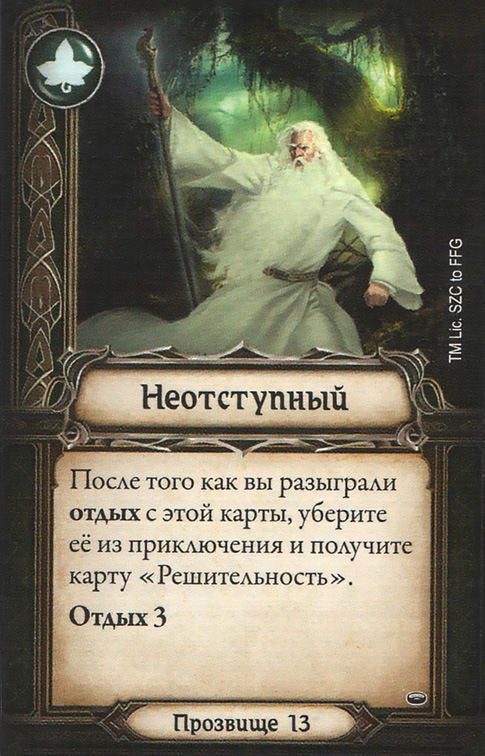 TM Lic. SZC to FFG
Неотступный
После того как вы разыграли
отдых с этой карты, уберите
её из приключения и получите
карту «Решительность».
Отдых 3
Прозвище 13